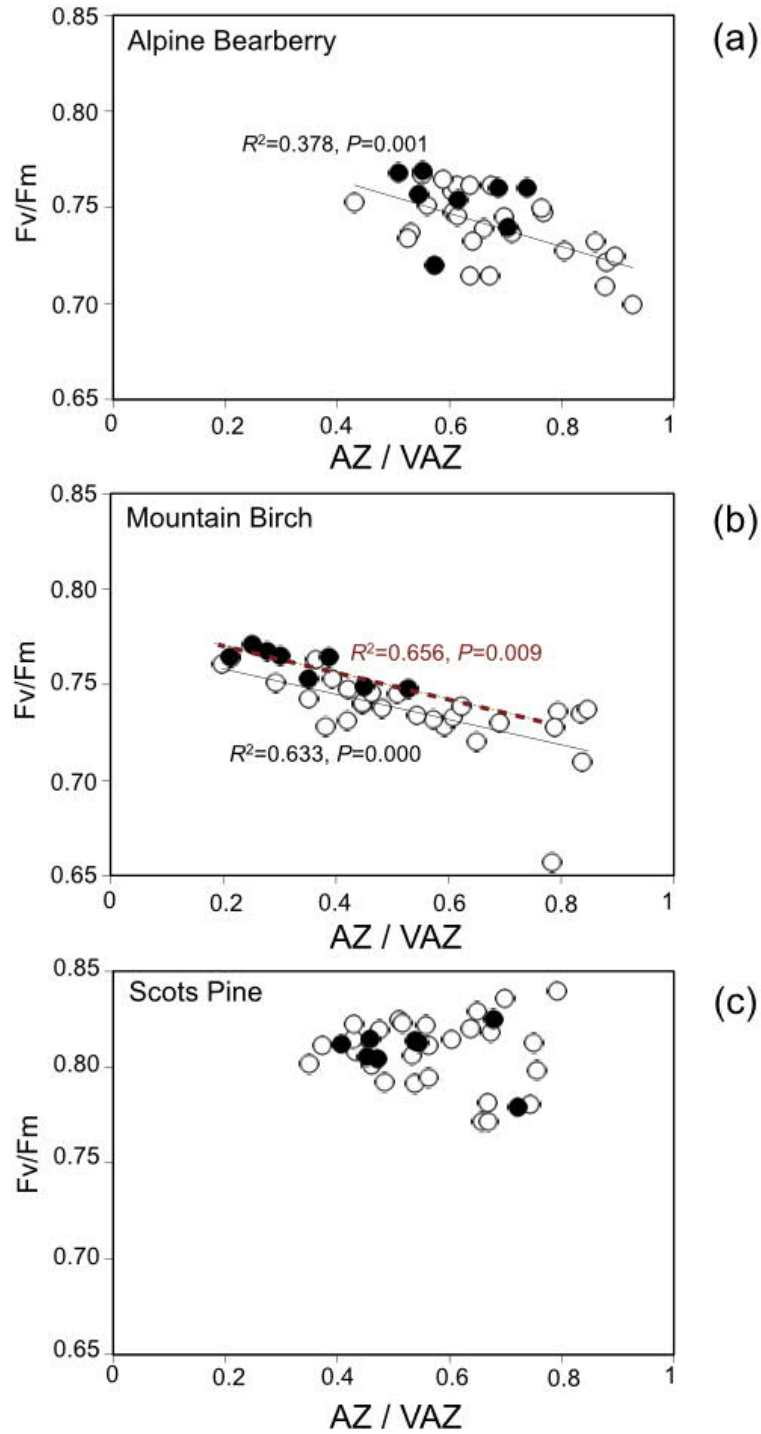 0.85
Alpine Bearberry
(a)
0.80
R²=0.378, P=0.001
0.75
Fv/Fm
0.70
0.65
0 0.2 0.4 0.6 0.8 1
AZ / VAZ
0.85
Mountain Birch
(b)
0.80
R²=0.656, P=0.009
0.75
Fv/Fm
R²=0.633, P=0.000
0.70
0.65
0 0.2 0.4 0.6 0.8 1
AZ / VAZ
0.85
Scots Pine
(c)
0.80
0.75
Fv/Fm
0.70
0.65
0 0.2 0.4 0.6 0.8 1
AZ / VAZ